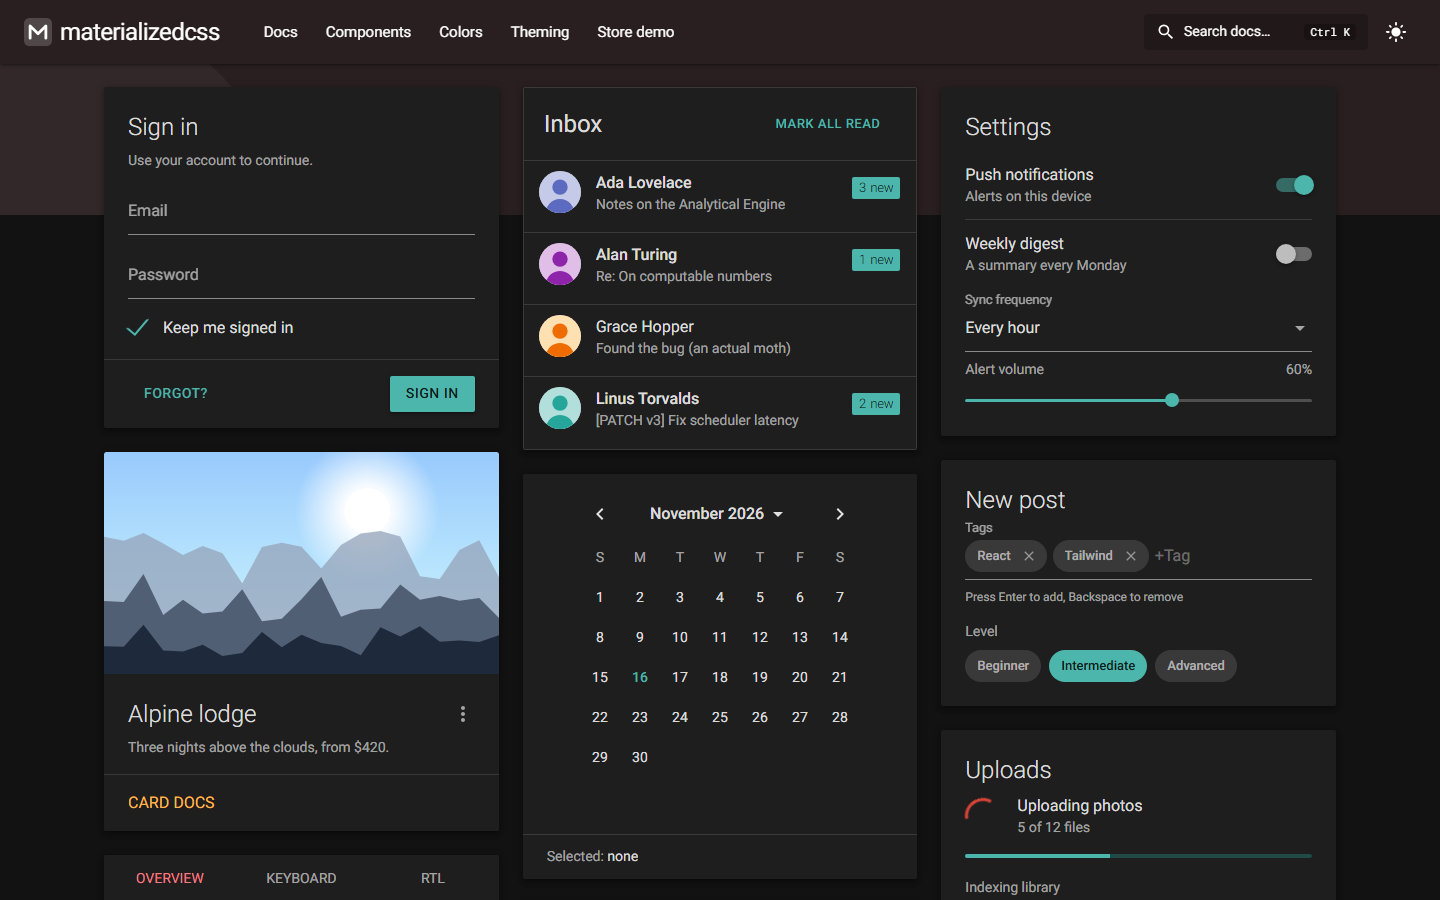 materializedcss
Docs
Components
Colors
Theming
Store demo
Search docs...
Ctrl K
Sign in
Use your account to continue.
Email
Password
Keep me signed in
FORGOT?
SIGN IN
Alpine lodge
Three nights above the clouds, from $420.
CARD DOCS
OVERVIEW
KEYBOARD
RTL
Inbox
MARK ALL READ
Ada Lovelace
Notes on the Analytical Engine
3 new
Alan Turing
Re: On computable numbers
1 new
Grace Hopper
Found the bug (an actual moth)
Linus Torvalds
[PATCH v3] Fix scheduler latency
2 new
November 2026
S M T W T F S
1 2 3 4 5 6 7
8 9 10 11 12 13 14
15 16 17 18 19 20 21
22 23 24 25 26 27 28
29 30
Selected: none
Settings
Push notifications
Alerts on this device
Weekly digest
A summary every Monday
Sync frequency
Every hour
Alert volume
60%
New post
Tags
React
Tailwind
+Tag
Press Enter to add, Backspace to remove
Level
Beginner
Intermediate
Advanced
Uploads
Uploading photos
5 of 12 files
Indexing library